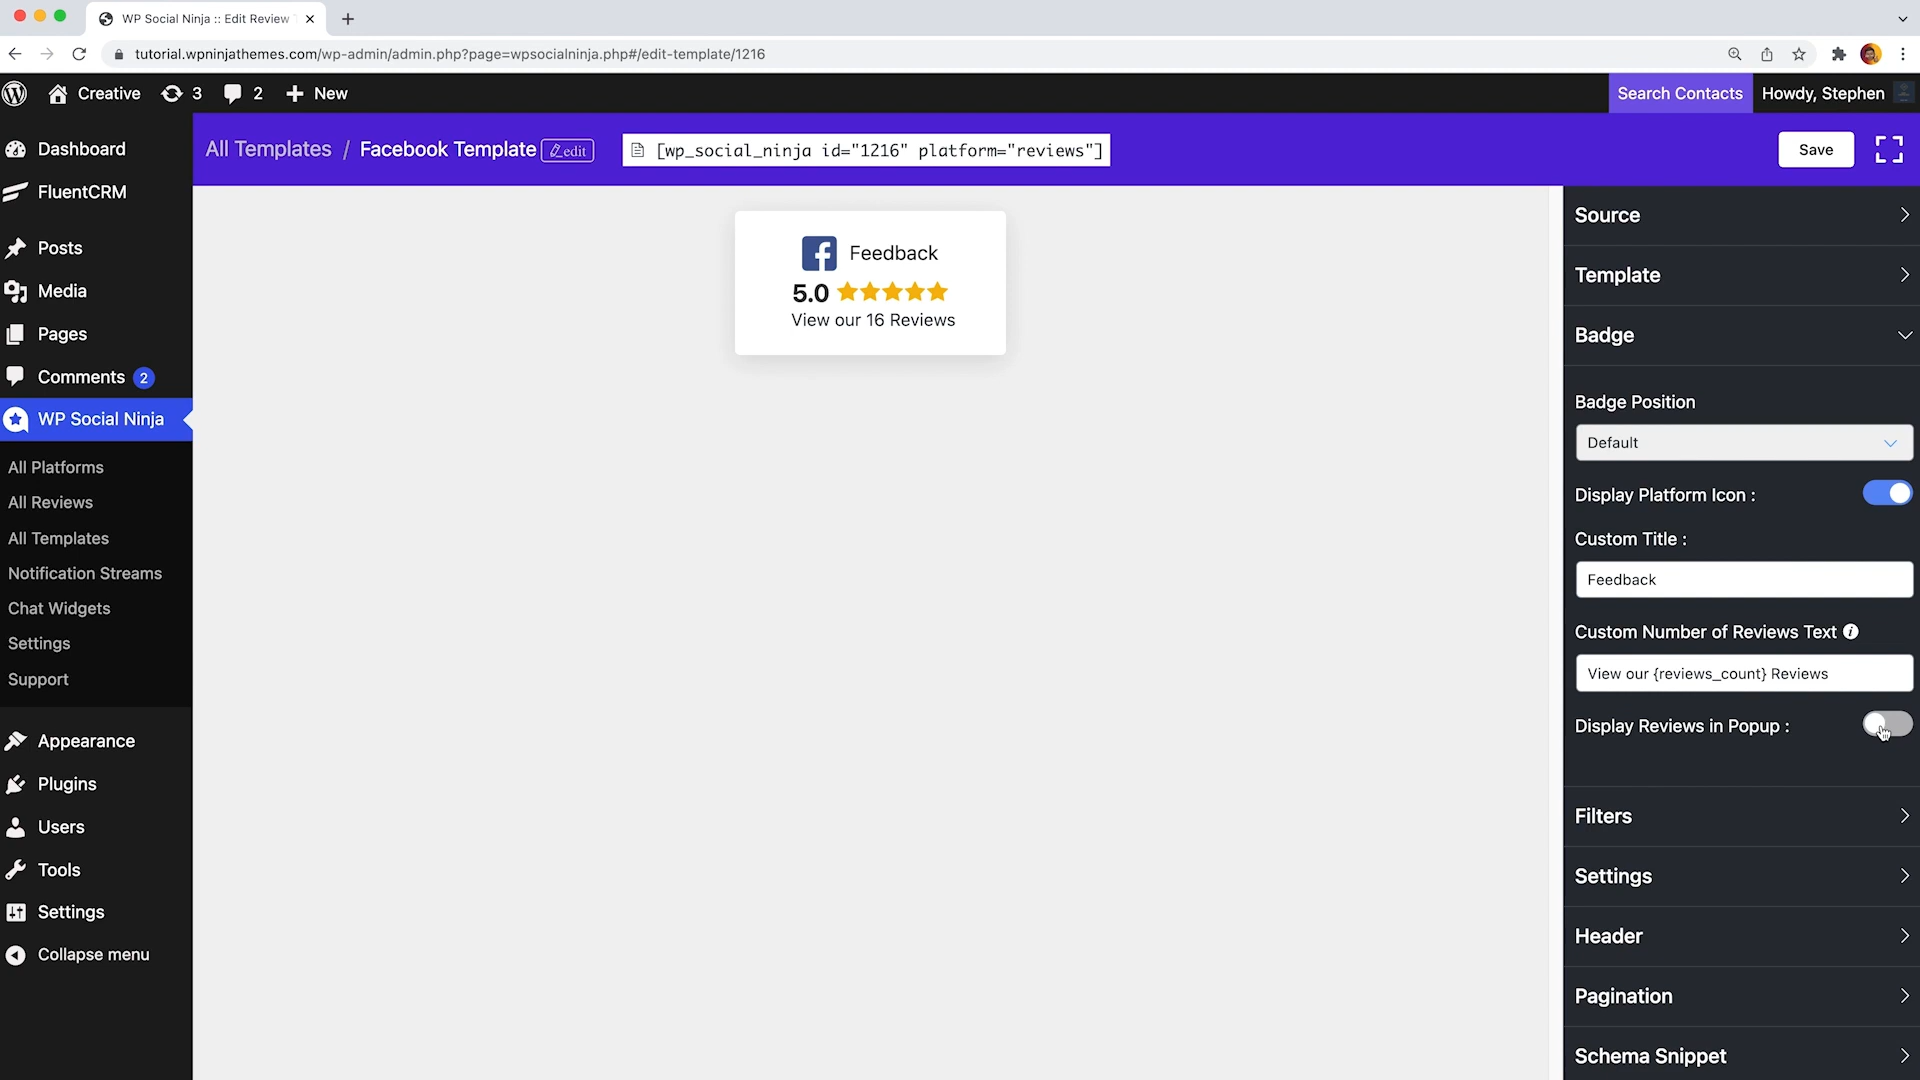 WP Social Ninja :: Edit Review
tutorial.wpninjathemes.com/wp-admin/admin.php?page=wpsocialninja.php#/edit-template/1216
Creative 3 2 New Search Contacts Howdy, Stephen
Dashboard
FluentCRM
Posts
Media
Pages
Comments 2
WP Social Ninja
All Platforms
All Reviews
All Templates
Notification Streams
Chat Widgets
Settings
Support
Appearance
Plugins
Users
Tools
Settings
Collapse menu
All Templates / Facebook Template edit [wp_social_ninja id="1216" platform="reviews"] Save
Feedback
5.0
View our 16 Reviews
Source
Template
Badge
Badge Position
Default
Display Platform Icon :
Custom Title :
Feedback
Custom Number of Reviews Text i
View our {reviews_count} Reviews
Display Reviews in Popup :
Filters
Settings
Header
Pagination
Schema Snippet